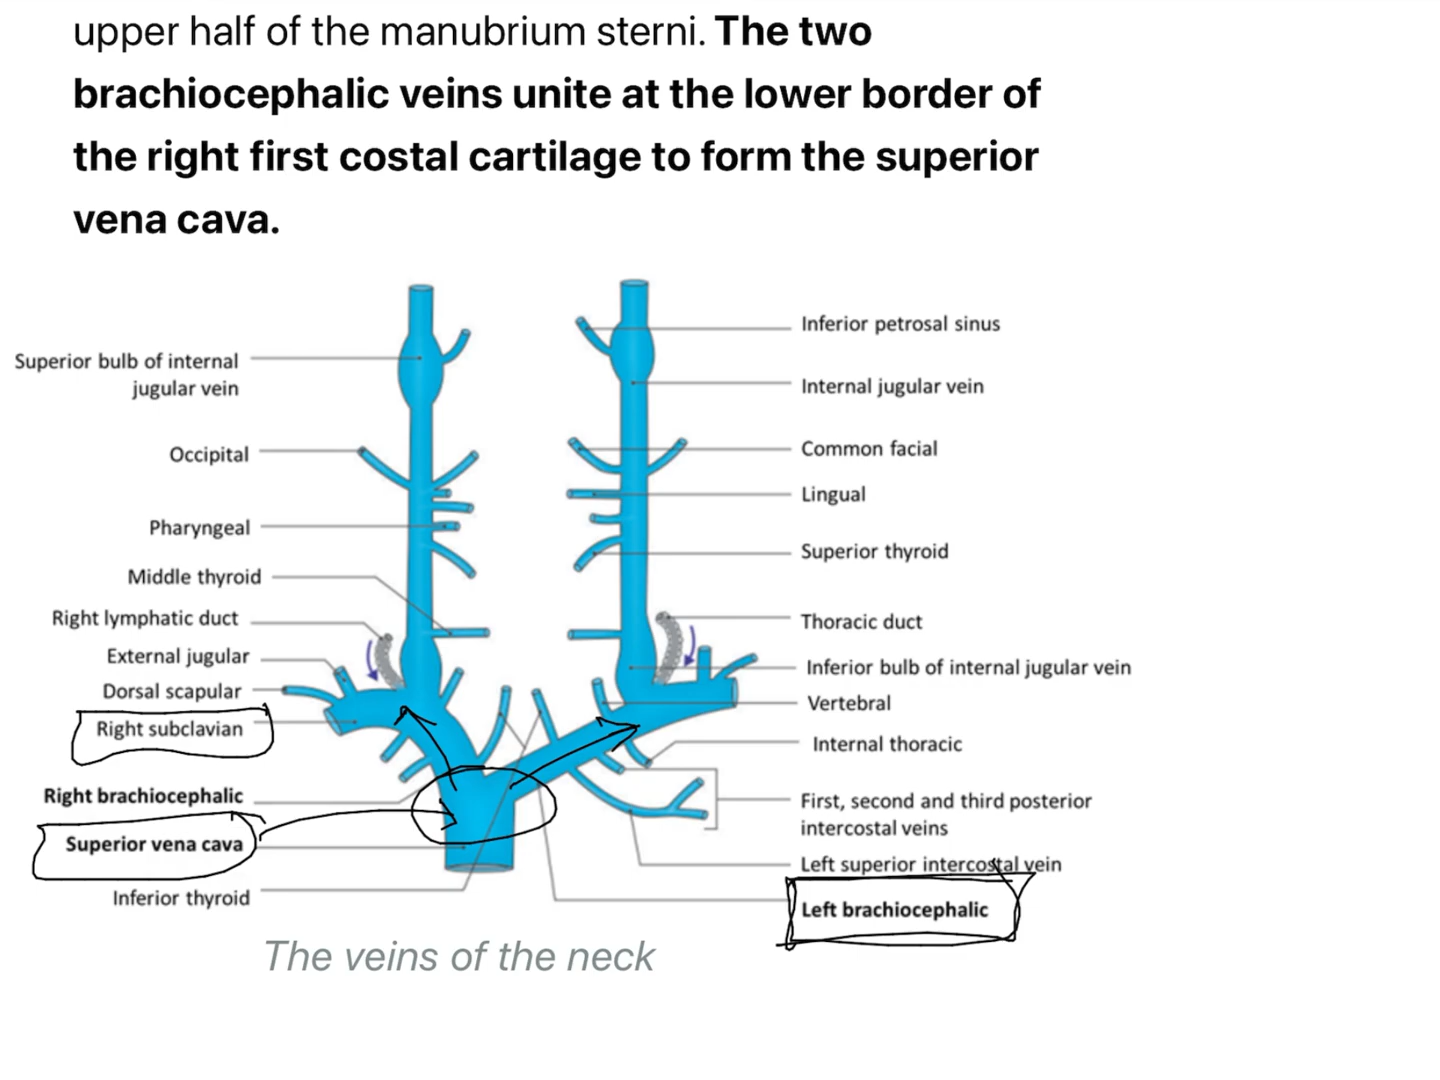 upper half of the manubrium sterni. The two
brachiocephalic veins unite at the lower border of
the right first costal cartilage to form the superior
vena cava.
Superior bulb of internal
jugular vein
Occipital
Pharyngeal
Middle thyroid
Right lymphatic duct
External jugular
Dorsal scapular
Right subclavian
Right brachiocephalic
Superior vena cava
Inferior thyroid
Inferior petrosal sinus
Internal jugular vein
Common facial
Lingual
Superior thyroid
Thoracic duct
Inferior bulb of internal jugular vein
Vertebral
Internal thoracic
First, second and third posterior
intercostal veins
Left superior intercostal vein
Left brachiocephalic
The veins of the neck